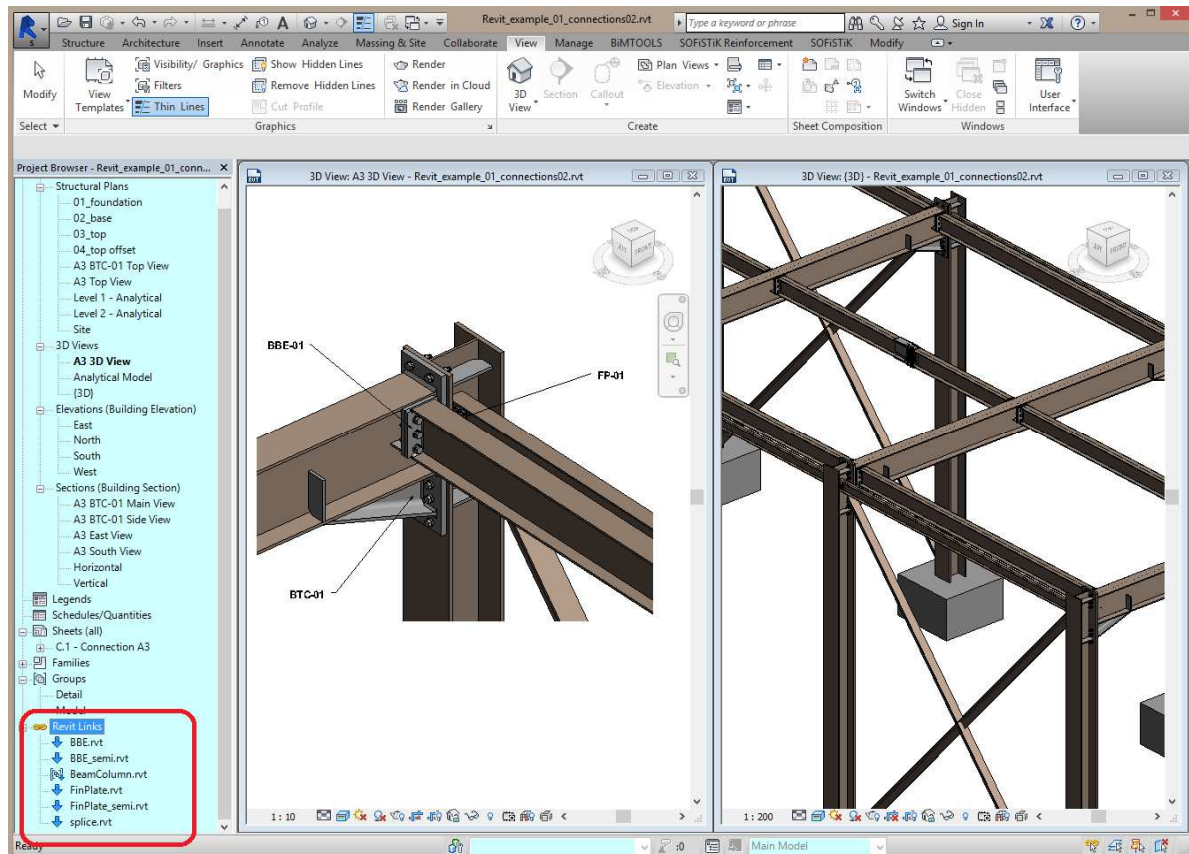 Revit_example_01_connections02.rvt
Type a keyword or phrase
Sign In
S
Structure Architecture Insert Annotate Analyze Massing & Site Collaborate View Manage BiMTOOLS SOFiSTiK Reinforcement SOFiSTiK Modify
Modify
View
Templates
Visibility/ Graphics
Filters
Thin Lines
Show Hidden Lines
Remove Hidden Lines
Cut Profile
Render
Render in Cloud
Render Gallery
3D
View
Section
Callout
Plan Views
Elevation
Switch
Windows
Close
Hidden
User
Interface
Select
Graphics
Create
Sheet Composition
Windows
Project Browser - Revit_example_01_conn...
Structural Plans
01_foundation
02_base
03_top
04_top offset
A3 BTC-01 Top View
A3 Top View
Level 1 - Analytical
Level 2 - Analytical
Site
3D Views
A3 3D View
Analytical Model
{3D}
Elevations (Building Elevation)
East
North
South
West
Sections (Building Section)
A3 BTC-01 Main View
A3 BTC-01 Side View
A3 East View
A3 South View
Horizontal
Vertical
Legends
Schedules/Quantities
Sheets (all)
C.1 - Connection A3
Families
Groups
Detail
Model
Revit Links
BBE.rvt
BBE_semi.rvt
BeamColumn.rvt
FinPlate.rvt
FinPlate_semi.rvt
splice.rvt
3D View: A3 3D View - Revit_example_01_connections02.rvt
FRONT
BBE-01
FP-01
BTC-01
1 : 10
3D View: {3D} - Revit_example_01_connections02.rvt
FRONT
1 : 200
Ready
:0
Main Model